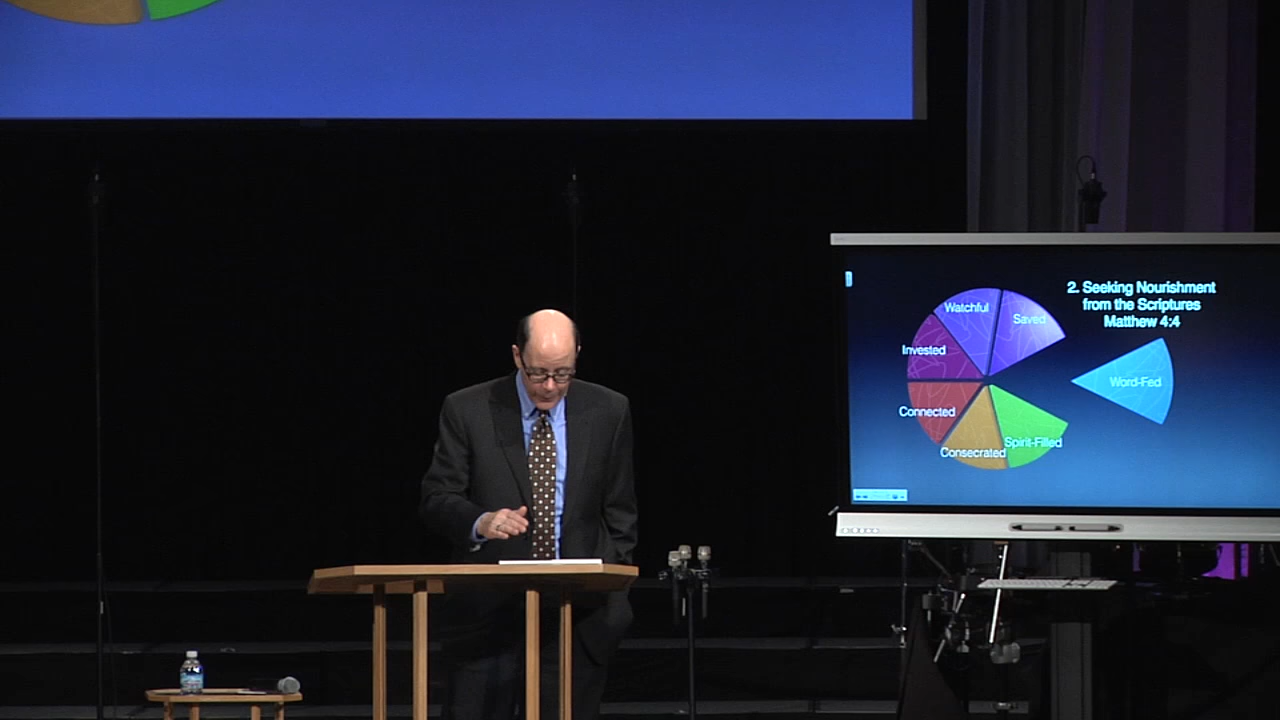 2. Seeking Nourishment
from the Scriptures
Matthew 4:4
Watchful
Saved
Invested
Word-Fed
Connected
Spirit-Filled
Consecrated